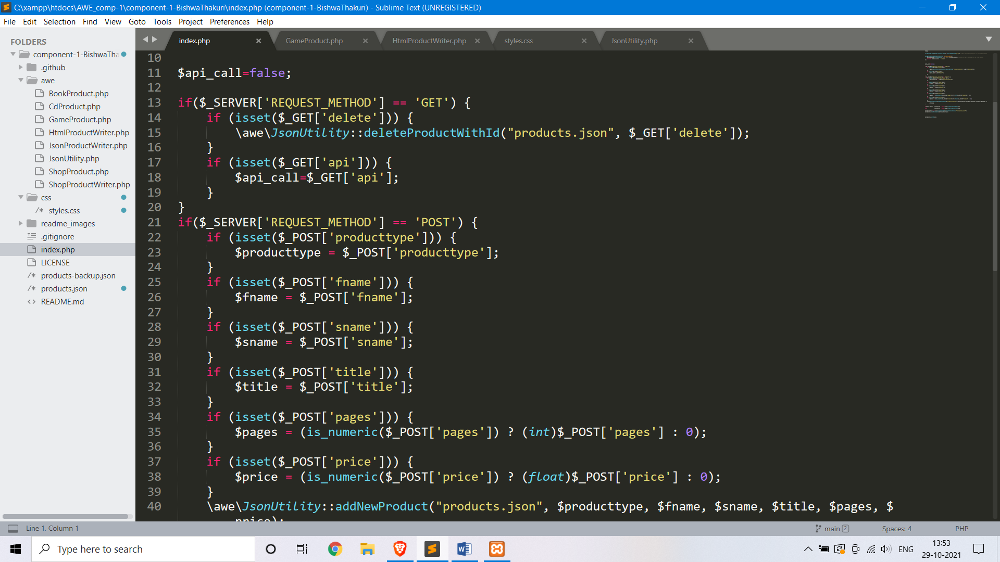 C:\xampp\htdocs\AWE_comp-1\component-1-BishwaThakuri\index.php (component-1-BishwaThakuri) - Sublime Text (UNREGISTERED)
File Edit Selection Find View Goto Tools Project Preferences Help
FOLDERS
component-1-BishwaTha
.github
awe
BookProduct.php
CdProduct.php
GameProduct.php
HtmlProductWriter.php
JsonProductWriter.php
JsonUtility.php
ShopProduct.php
ShopProductWriter.php
css
/* styles.css
readme_images
.gitignore
index.php
LICENSE
/* products-backup.json
/* products.json
<> README.md
index.php GameProduct.php HtmlProductWriter.php styles.css JsonUtility.php
10
11 $api_call=false;
12
13 if($_SERVER['REQUEST_METHOD'] == 'GET') {
14     if (isset($_GET['delete'])) {
15         \awe\JsonUtility::deleteProductWithId("products.json", $_GET['delete']);
16     }
17     if (isset($_GET['api'])) {
18         $api_call=$_GET['api'];
19     }
20 }
21 if($_SERVER['REQUEST_METHOD'] == 'POST') {
22     if (isset($_POST['producttype'])) {
23         $producttype = $_POST['producttype'];
24     }
25     if (isset($_POST['fname'])) {
26         $fname = $_POST['fname'];
27     }
28     if (isset($_POST['sname'])) {
29         $sname = $_POST['sname'];
30     }
31     if (isset($_POST['title'])) {
32         $title = $_POST['title'];
33     }
34     if (isset($_POST['pages'])) {
35         $pages = (is_numeric($_POST['pages']) ? (int)$_POST['pages'] : 0);
36     }
37     if (isset($_POST['price'])) {
38         $price = (is_numeric($_POST['price']) ? (float)$_POST['price'] : 0);
39     }
40     \awe\JsonUtility::addNewProduct("products.json", $producttype, $fname, $sname, $title, $pages, $
price);
Line 1, Column 1 main 2 Spaces: 4 PHP
Type here to search
ENG
13:53
29-10-2021